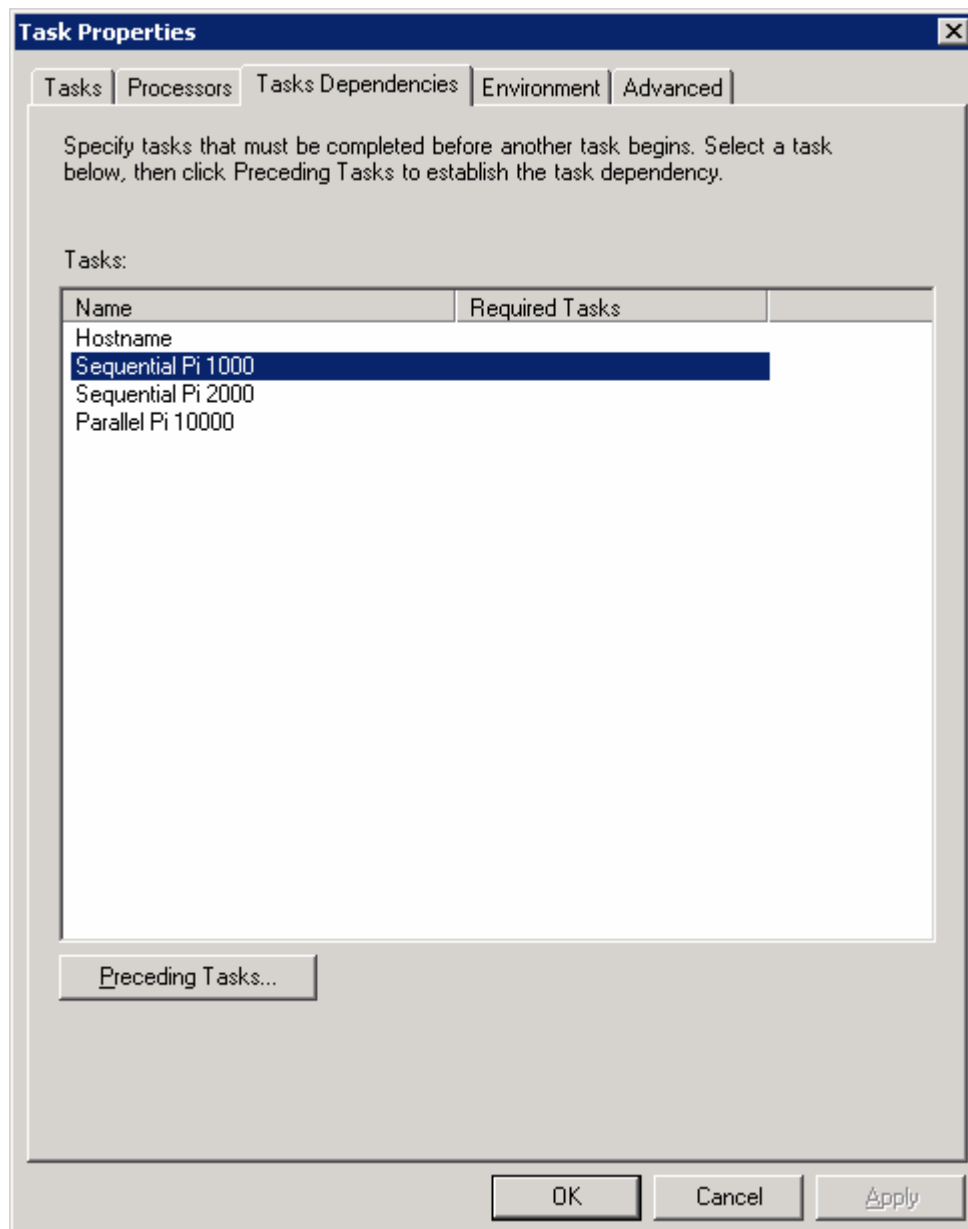 Task Properties
Tasks Processors Tasks Dependencies Environment Advanced
Specify tasks that must be completed before another task begins. Select a task
below, then click Preceding Tasks to establish the task dependency.
Tasks:
Name Required Tasks
Hostname
Sequential Pi 1000
Sequential Pi 2000
Parallel Pi 10000
Preceding Tasks...
OK Cancel Apply